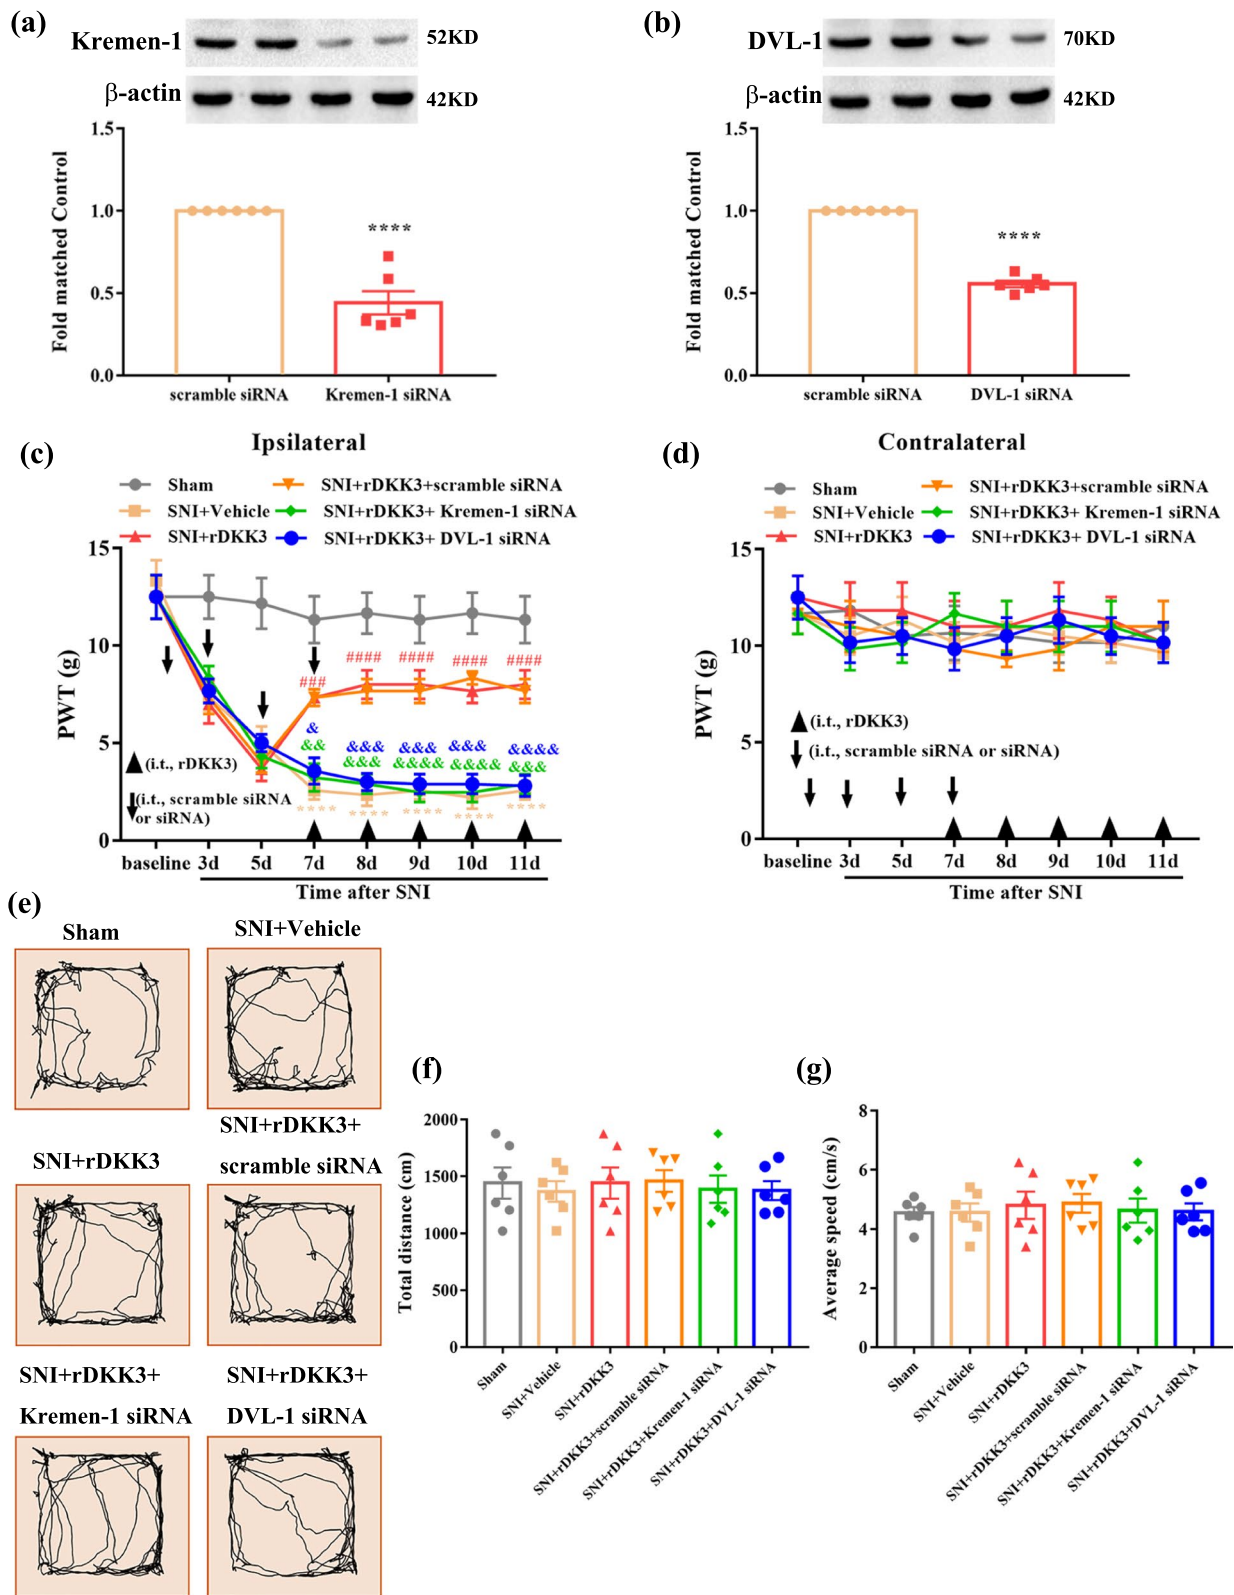 (a)
Kremen-1
52KD
β-actin
42KD
1.5
1.0
0.5
0.0
Fold matched Control
****
scramble siRNA
Kremen-1 siRNA
(b)
DVL-1
70KD
β-actin
42KD
1.5
1.0
0.5
0.0
Fold matched Control
****
scramble siRNA
DVL-1 siRNA
(c)
Ipsilateral
Sham
SNI+Vehicle
SNI+rDKK3
SNI+rDKK3+scramble siRNA
SNI+rDKK3+ Kremen-1 siRNA
SNI+rDKK3+ DVL-1 siRNA
15
10
5
0
PWT (g)
###
####
####
####
####
&
&&&
&&&
&&&
&&&&
&&
&&&
&&&&
&&&&
&&&
****
****
****
****
****
(i.t., rDKK3)
(i.t., scramble siRNA
or siRNA)
baseline
3d
5d
7d
8d
9d
10d
11d
Time after SNI
(d)
Contralateral
Sham
SNI+Vehicle
SNI+rDKK3
SNI+rDKK3+scramble siRNA
SNI+rDKK3+ Kremen-1 siRNA
SNI+rDKK3+ DVL-1 siRNA
15
10
5
0
PWT (g)
(i.t., rDKK3)
(i.t., scramble siRNA or siRNA)
baseline
3d
5d
7d
8d
9d
10d
11d
Time after SNI
(e)
Sham
SNI+Vehicle
SNI+rDKK3
SNI+rDKK3+
scramble siRNA
SNI+rDKK3+
Kremen-1 siRNA
SNI+rDKK3+
DVL-1 siRNA
(f)
2000
1500
1000
500
0
Total distance (cm)
Sham
SNI+Vehicle
SNI+rDKK3
SNI+rDKK3+scramble siRNA
SNI+rDKK3+Kremen-1 siRNA
SNI+rDKK3+DVL-1 siRNA
(g)
8
6
4
2
0
Average speed (cm/s)
Sham
SNI+Vehicle
SNI+rDKK3
SNI+rDKK3+scramble siRNA
SNI+rDKK3+Kremen-1 siRNA
SNI+rDKK3+DVL-1 siRNA